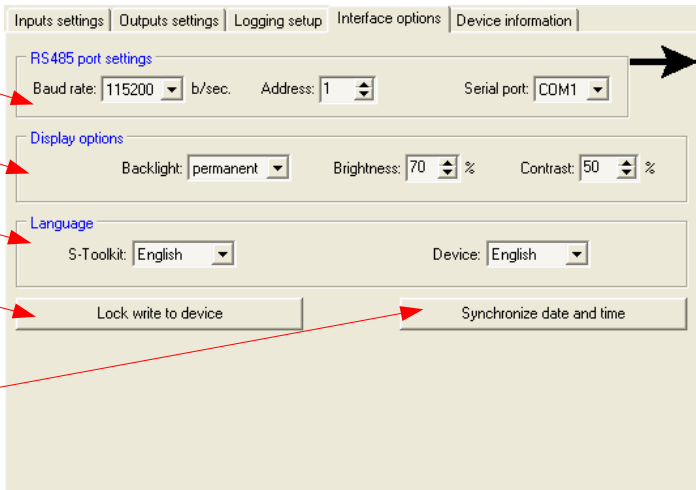 Inputs settings Outputs settings Logging setup Interface options Device information
RS485 port settings
Baud rate: 115200 b/sec. Address: 1 Serial port: COM1
Display options
Backlight: permanent Brightness: 70 % Contrast: 50 %
Language
S-Toolkit: English Device: English
Lock write to device Synchronize date and time